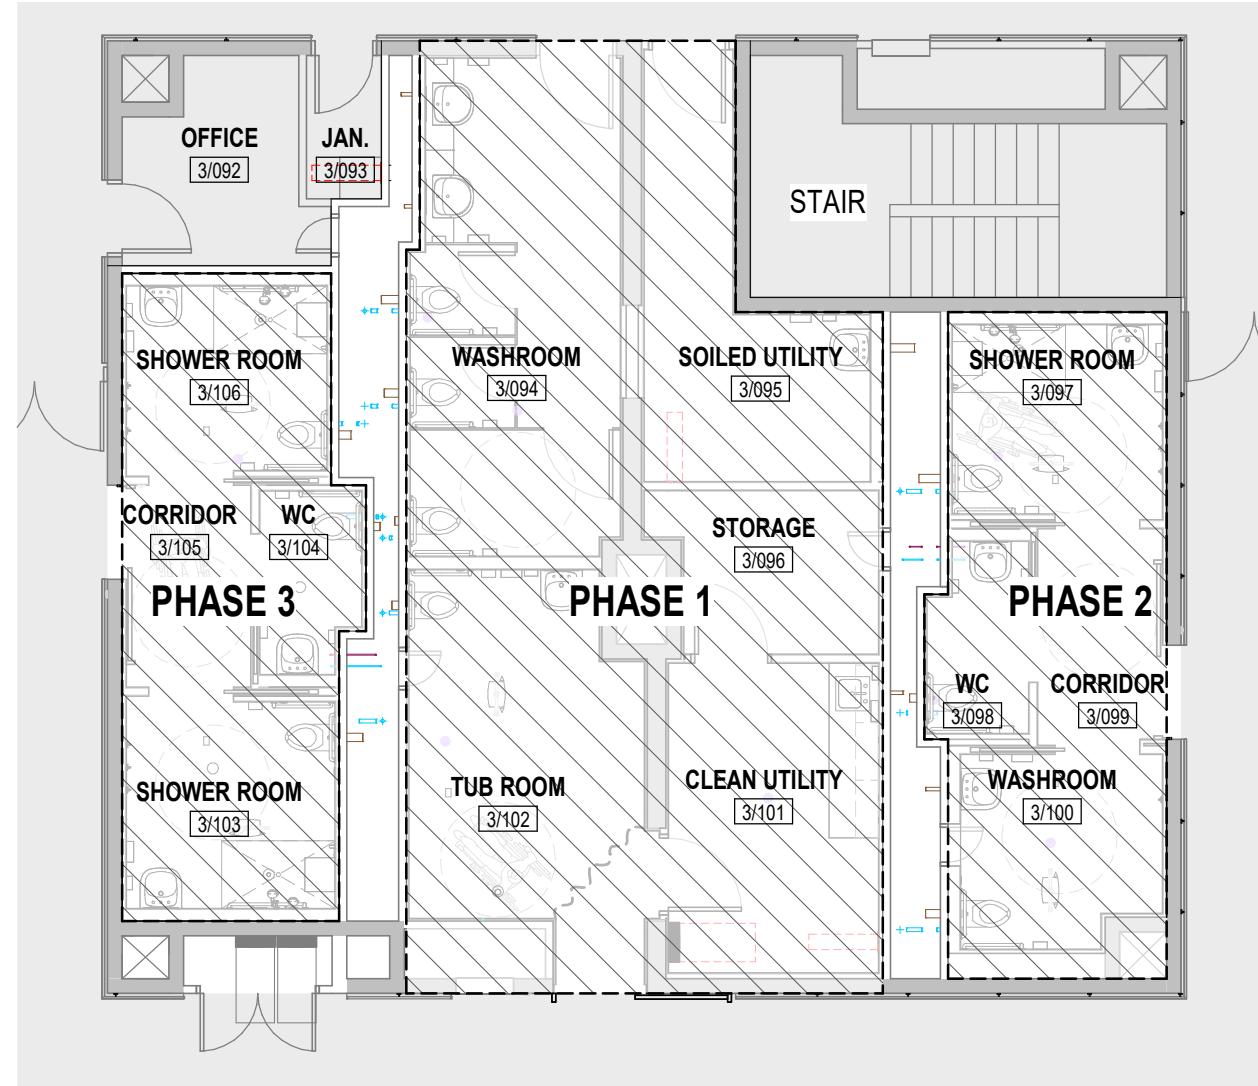 OFFICE
3/092
JAN.
3/093
STAIR
SHOWER ROOM
3/106
WASHROOM
3/094
SOILED UTILITY
3/095
SHOWER ROOM
3/097
CORRIDOR
3/105
WC
3/104
STORAGE
3/096
PHASE 3
PHASE 1
PHASE 2
WC
3/098
CORRIDOR
3/099
SHOWER ROOM
3/103
TUB ROOM
3/102
CLEAN UTILITY
3/101
WASHROOM
3/100